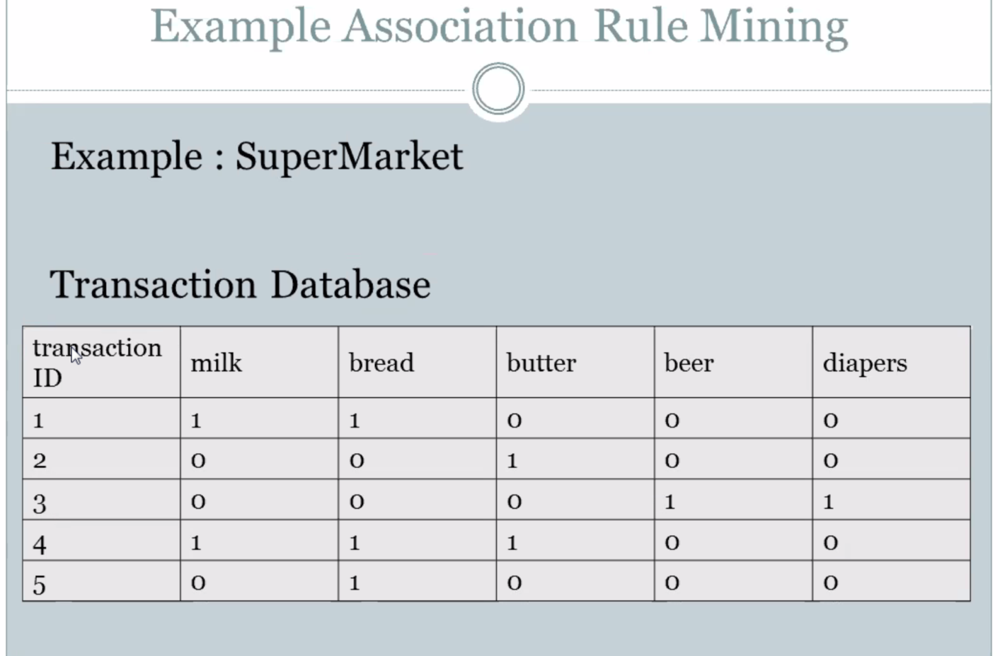 Example Association Rule Mining
Example : SuperMarket
Transaction Database
transaction ID milk bread butter beer diapers
1 1 1 0 0 0
2 0 0 1 0 0
3 0 0 0 1 1
4 1 1 1 0 0
5 0 1 0 0 0